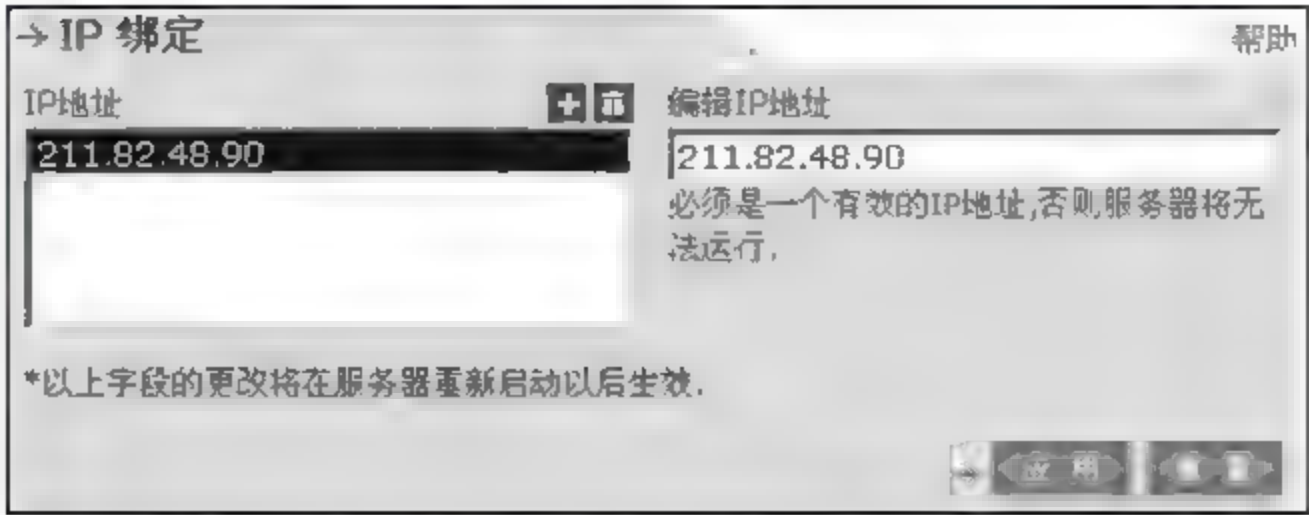 → IP 绑定
帮助
IP地址
编辑IP地址
211.82.48.90
211.82.48.90
必须是一个有效的IP地址,否则服务器将无
法运行.
*以上字段的更改将在服务器重新启动以后生效.
应 用